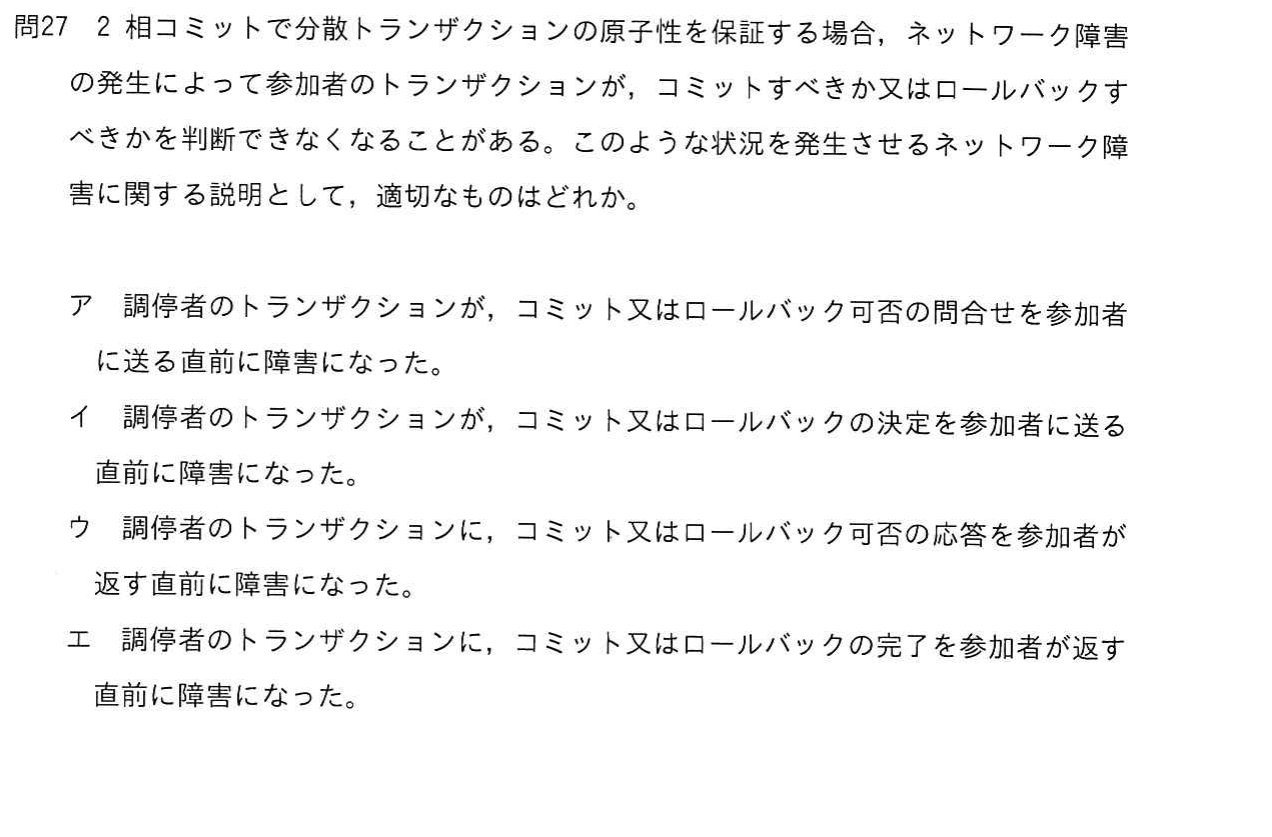 問27 2 相コミットで分散トランザクションの原子性を保証する場合，ネットワーク障害
の発生によって参加者のトランザクションが，コミットすべきか又はロールバックす
べきかを判断できなくなることがある。このような状況を発生させるネットワーク障
害に関する説明として，適切なものはどれか。
ア 調停者のトランザクションが，コミット又はロールバック可否の問合せを参加者
に送る直前に障害になった。
イ 調停者のトランザクションが，コミット又はロールバックの決定を参加者に送る
直前に障害になった。
ウ 調停者のトランザクションに，コミット又はロールバック可否の応答を参加者が
返す直前に障害になった。
エ 調停者のトランザクションに，コミット又はロールバックの完了を参加者が返す
直前に障害になった。